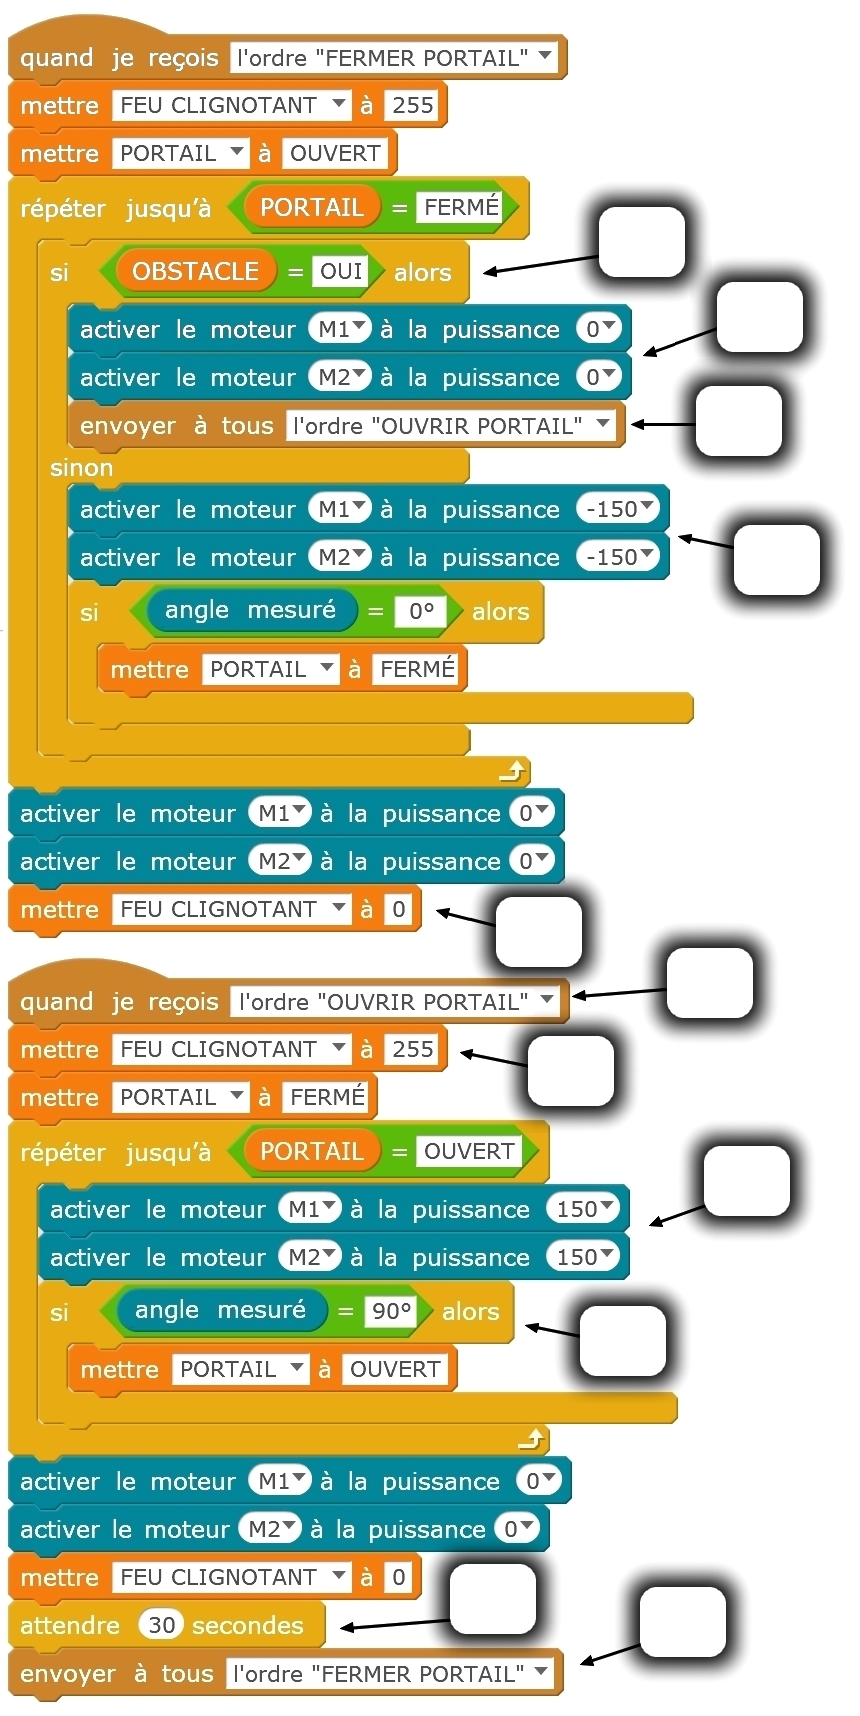 quand je reçois l'ordre "FERMER PORTAIL"
mettre FEU CLIGNOTANT à 255
mettre PORTAIL à OUVERT
répéter jusqu'à PORTAIL = FERMÉ
si OBSTACLE = OUI alors
activer le moteur M1 à la puissance 0
activer le moteur M2 à la puissance 0
envoyer à tous l'ordre "OUVRIR PORTAIL"
sinon
activer le moteur M1 à la puissance -150
activer le moteur M2 à la puissance -150
si angle mesuré = 0° alors
mettre PORTAIL à FERMÉ
activer le moteur M1 à la puissance 0
activer le moteur M2 à la puissance 0
mettre FEU CLIGNOTANT à 0
quand je reçois l'ordre "OUVRIR PORTAIL"
mettre FEU CLIGNOTANT à 255
mettre PORTAIL à FERMÉ
répéter jusqu'à PORTAIL = OUVERT
activer le moteur M1 à la puissance 150
activer le moteur M2 à la puissance 150
si angle mesuré = 90° alors
mettre PORTAIL à OUVERT
activer le moteur M1 à la puissance 0
activer le moteur M2 à la puissance 0
mettre FEU CLIGNOTANT à 0
attendre 30 secondes
envoyer à tous l'ordre "FERMER PORTAIL"